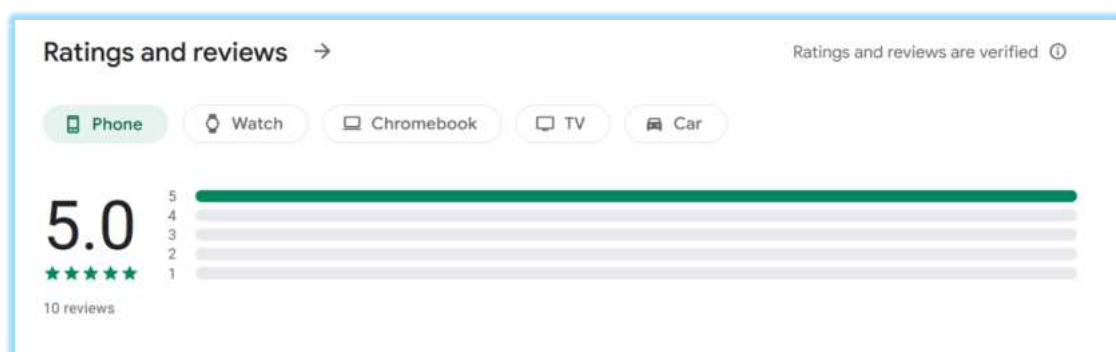 Ratings and reviews
Ratings and reviews are verified
Phone Watch Chromebook TV Car
5.0
5
4
3
2
1
10 reviews